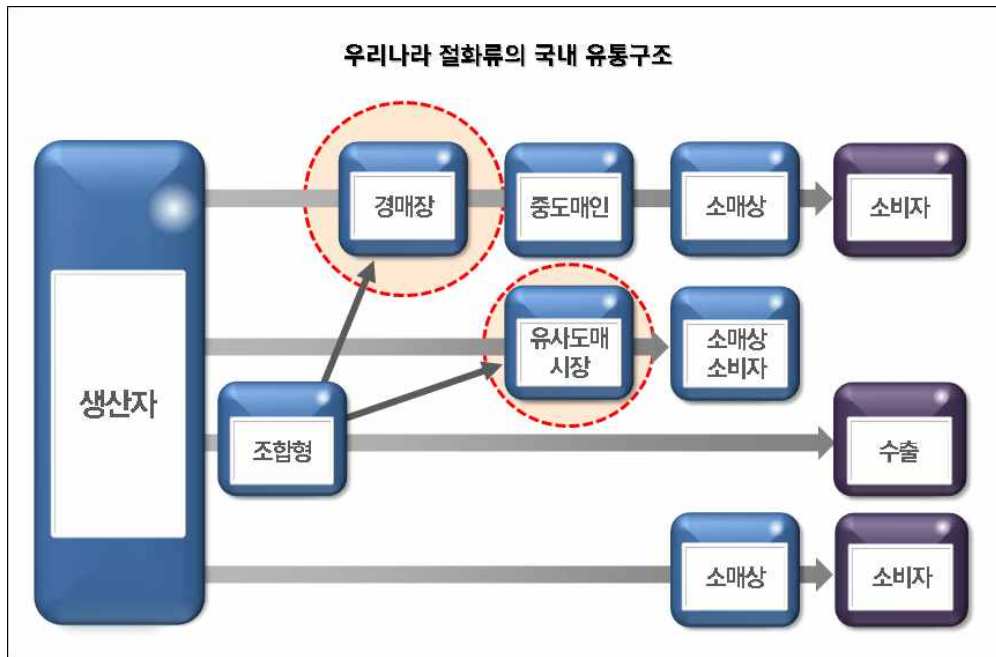 우리나라 절화류의 국내 유통구조
경매장
중도매인
소매상
소비자
유사도매
시장
소매상
소비자
생산자
조합형
수출
소매상
소비자